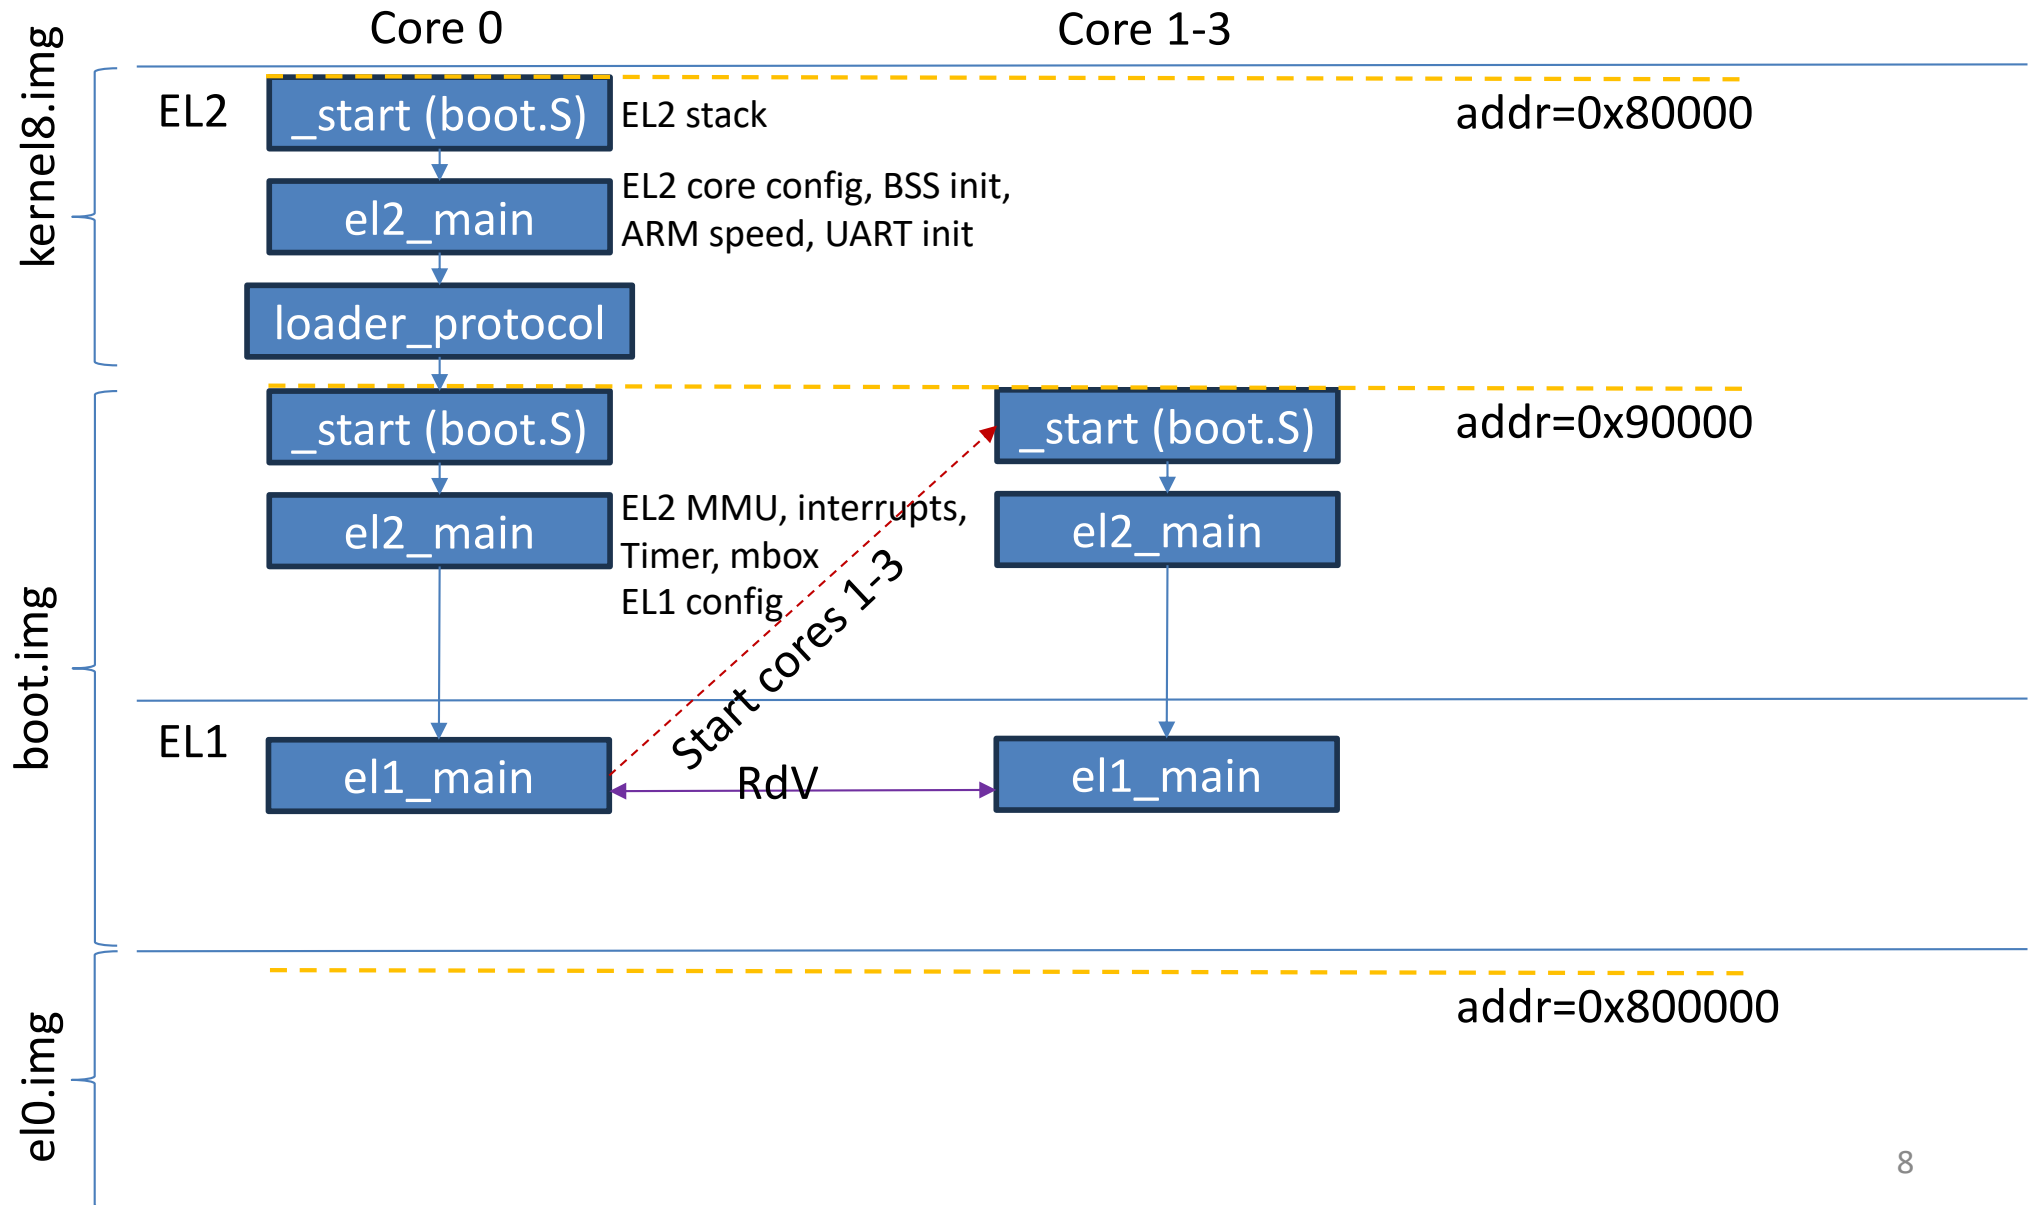 Core 0
Core 1-3
kernel8.img
EL2
_start (boot.S)
EL2 stack
addr=0x80000
el2_main
EL2 core config, BSS init,
ARM speed, UART init
loader_protocol
boot.img
_start (boot.S)
_start (boot.S)
addr=0x90000
el2_main
EL2 MMU, interrupts,
Timer, mbox
EL1 config
el2_main
Start cores 1-3
EL1
el1_main
RdV
el1_main
el0.img
addr=0x800000
8